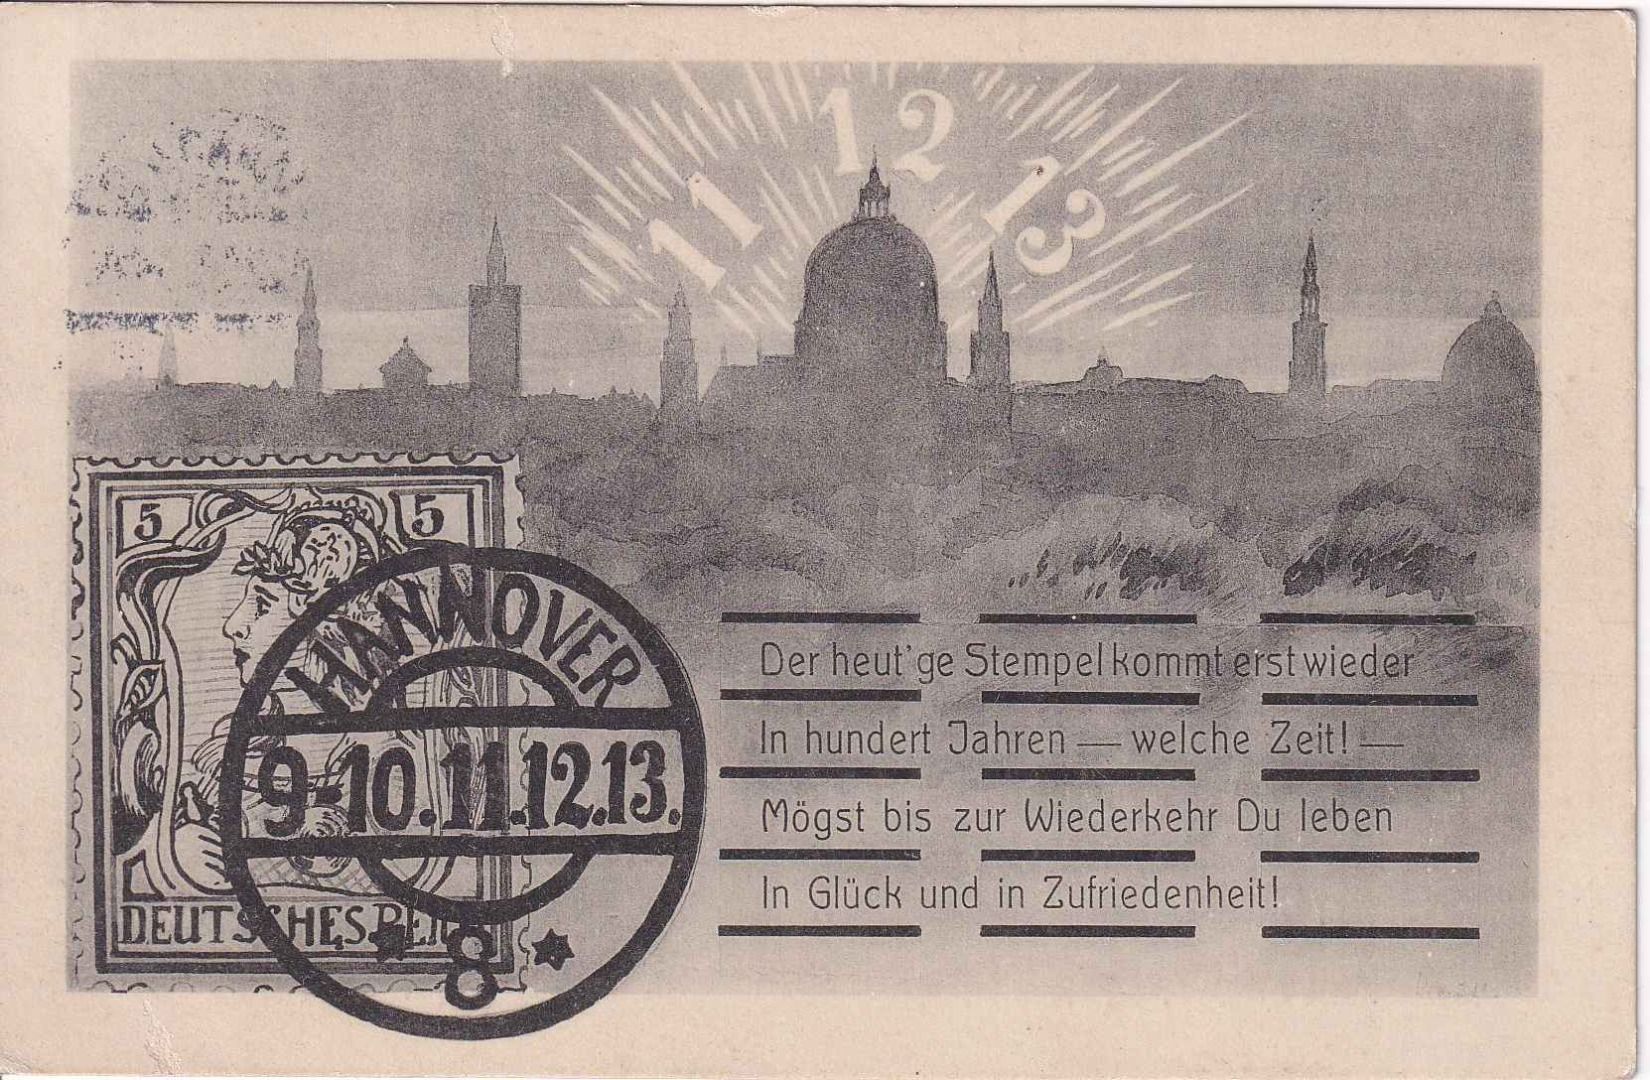 11 12 13
5 5
HANNOVER
9-10.11.12.13.
DEUTSCHES REICH
* 8 *
Der heut'ge Stempel kommt erst wieder
In hundert Jahren — welche Zeit! —
Mögst bis zur Wiederkehr Du leben
In Glück und in Zufriedenheit!